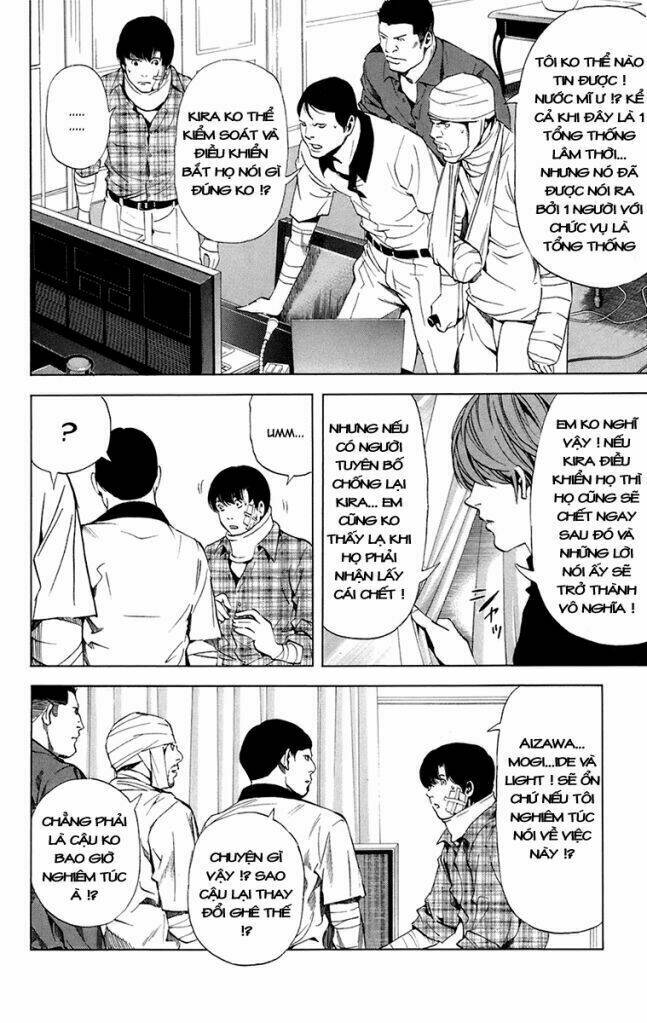 TÔI KO THỂ NÀO
TIN ĐƯỢC !
NƯỚC MĨ Ư !? KỂ
CẢ KHI ĐÂY LÀ 1
TỔNG THỐNG
LÂM THỜI...
NHƯNG NÓ ĐÃ
ĐƯỢC NÓI RA
BỞI 1 NGƯỜI VỚI
CHỨC VỤ LÀ
TỔNG THỐNG
KIRA KO THỂ
KIỂM SOÁT VÀ
ĐIỀU KHIỂN
BẮT HỌ NÓI GÌ
ĐÚNG KO !?
.....
.....
EM KO NGHĨ
VẬY ! NẾU
KIRA ĐIỀU
KHIỂN HỌ THÌ
HỌ CŨNG SẼ
CHẾT NGAY
SAU ĐÓ VÀ
NHỮNG LỜI
NÓI ẤY SẼ
TRỞ THÀNH
VÔ NGHĨA !
NHƯNG NẾU
CÓ NGƯỜI
TUYÊN BỐ
CHỐNG LẠI
KIRA... EM
CŨNG KO
THẤY LẠ KHI
HỌ PHẢI
NHẬN LẤY
CÁI CHẾT !
UMM...
?
AIZAWA...
MOGI...IDE VÀ
LIGHT ! SẼ ỔN
CHỨ NẾU TÔI
NGHIÊM TÚC
NÓI VỀ VIỆC
NÀY !?
CHUYỆN GÌ
VẬY !? SAO
CẬU LẠI THAY
ĐỔI GHÊ THẾ
!?
CHẲNG PHẢI
LÀ CẬU KO
BAO GIỜ
NGHIÊM TÚC
À !?